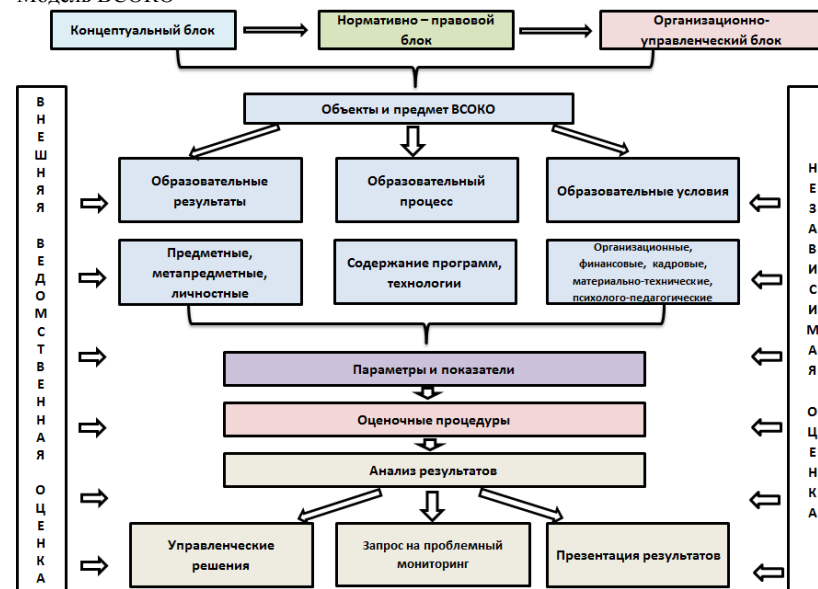 Модель ВСОКО
Концептуальный блок
Нормативно – правовой
блок
Организационно-
управленческий блок
ВНЕШНЯЯ ВЕДОМСТВЕННАЯ ОЦЕНКА
Объекты и предмет ВСОКО
Образовательные
результаты
Образовательный
процесс
Образовательные условия
Предметные,
метапредметные,
личностные
Содержание программ,
технологии
Организационные,
финансовые, кадровые,
материально-технические,
психолого-педагогические
Параметры и показатели
Оценочные процедуры
Анализ результатов
Управленческие
решения
Запрос на проблемный
мониторинг
Презентация результатов
НЕЗАВИСИМАЯ ОЦЕНКА